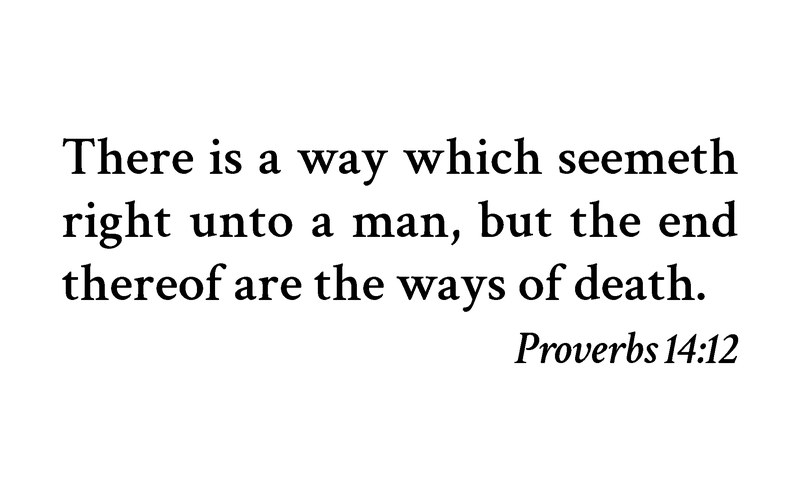 There is a way which seemeth
right unto a man, but the end
thereof are the ways of death.
Proverbs 14:12